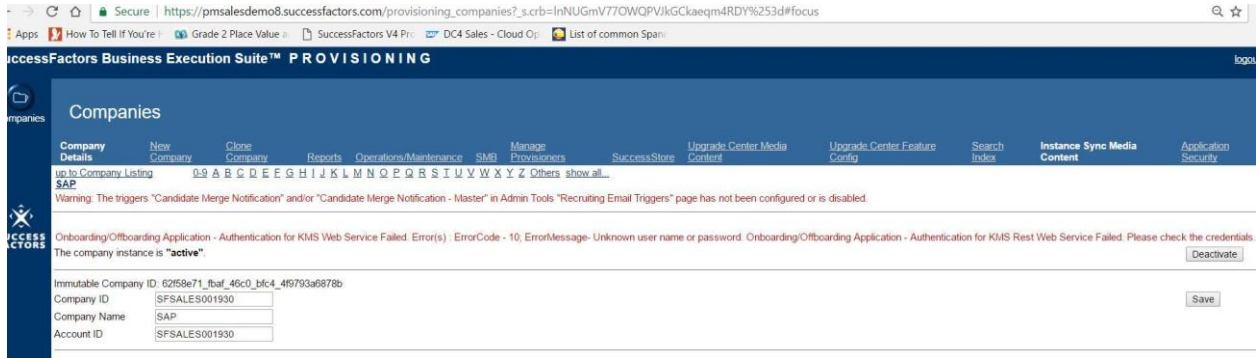 Secure | https://pmsalesdemo8.successfactors.com/provisioning_companies?_s.crb=lnNUGmV77OWQPVJkGCkaeqm4RDY%253d#focus
Apps How To Tell If You're Grade 2 Place Value SuccessFactors V4 Pro DC4 Sales - Cloud Op List of common Span
uccessFactors Business Execution Suite™ PROVISIONING
logou
ompanies
Companies
Company Details New Company Clone Company Reports Operations/Maintenance SMB Manage Provisioners SuccessStore Upgrade Center Media Content Upgrade Center Feature Config Search Index Instance Sync Media Content Application Security
up to Company Listing 0-9 A B C D E F G H I J K L M N O P Q R S T U V W X Y Z Others show all...
SAP
Warning: The triggers "Candidate Merge Notification" and/or "Candidate Merge Notification - Master" in Admin Tools "Recruiting Email Triggers" page has not been configured or is disabled.
UCCESS
ACTORS
Onboarding/Offboarding Application - Authentication for KMS Web Service Failed. Error(s) : ErrorCode - 10; ErrorMessage- Unknown user name or password. Onboarding/Offboarding Application - Authentication for KMS Rest Web Service Failed. Please check the credentials.
The company instance is "active".
Deactivate
Immutable Company ID: 62f58e71_fbaf_46c0_bfc4_4f9793a6878b
Company ID SFSALES001930
Save
Company Name SAP
Account ID SFSALES001930